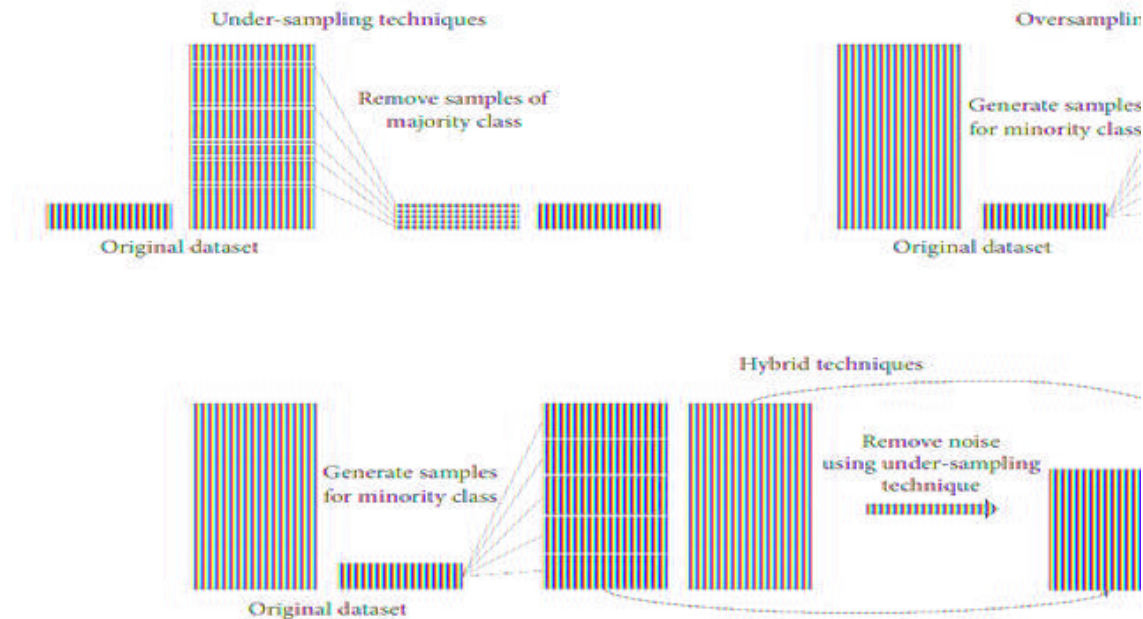 Under-sampling techniques
Remove samples of
majority class
Original dataset
Oversamplin
Generate samples
for minority class
Original dataset
Hybrid techniques
Generate samples
for minority class
Original dataset
Remove noise
using under-sampling
technique